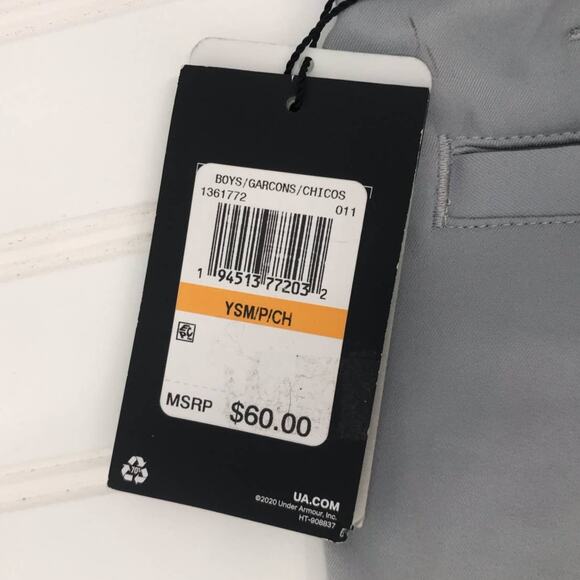 BOYS/GARCONS/CHICOS
1361772 011
1 94513 77203 2
YSM/P/CH
MSRP $60.00
UA.COM
©2020 Under Armour, Inc.
HT-908837